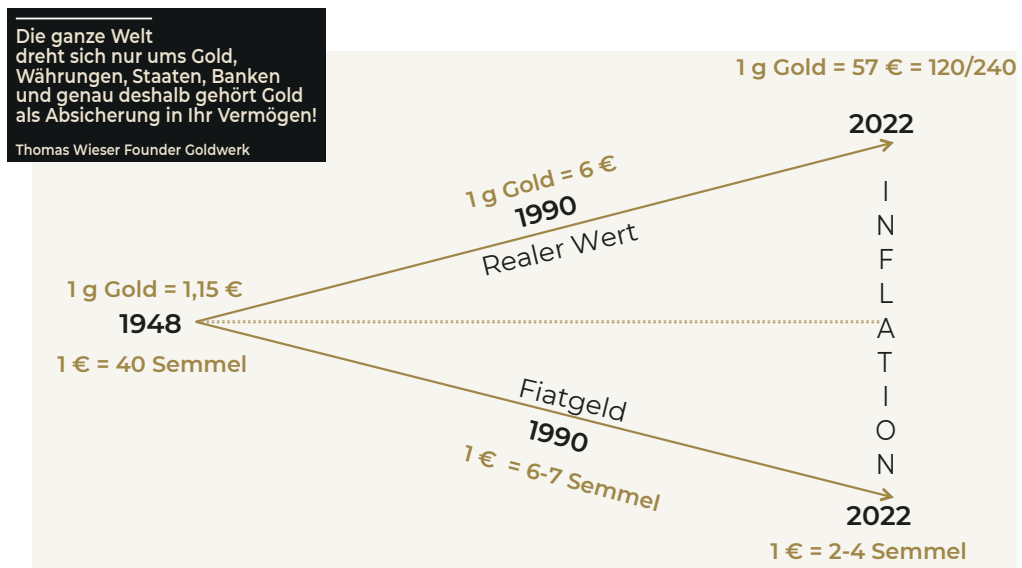 Die ganze Welt
dreht sich nur ums Gold,
Währungen, Staaten, Banken
und genau deshalb gehört Gold
als Absicherung in Ihr Vermögen!
Thomas Wieser Founder Goldwerk
1 g Gold = 57 € = 120/240
2022
1 g Gold = 6 €
1990
Realer Wert
1 g Gold = 1,15 €
1948
1 € = 40 Semmel
INFLATION
Fiatgeld
1990
1 € = 6-7 Semmel
2022
1 € = 2-4 Semmel